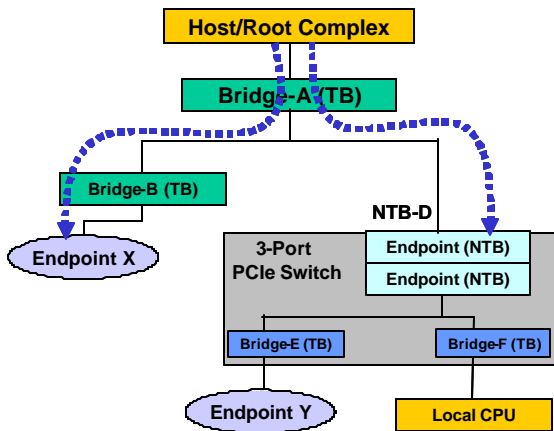 Host/Root Complex
Bridge-A (TB)
Bridge-B (TB)
NTB-D
Endpoint X
3-Port
PCIe Switch
Endpoint (NTB)
Endpoint (NTB)
Bridge-E (TB)
Bridge-F (TB)
Endpoint Y
Local CPU